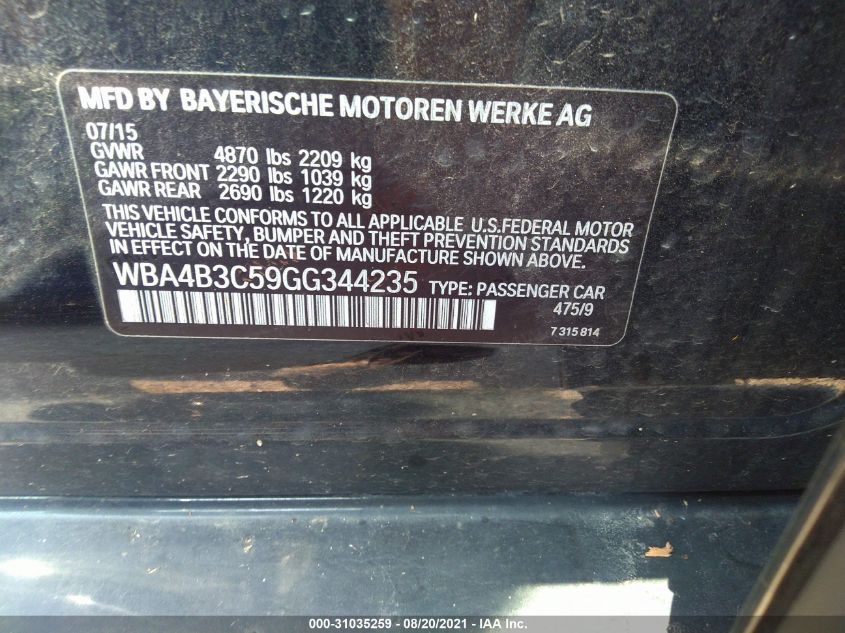 MFD BY BAYERISCHE MOTOREN WERKE AG
07/15
GVWR 4870 lbs 2209 kg
GAWR FRONT 2290 lbs 1039 kg
GAWR REAR 2690 lbs 1220 kg
THIS VEHICLE CONFORMS TO ALL APPLICABLE U.S.FEDERAL MOTOR
VEHICLE SAFETY, BUMPER AND THEFT PREVENTION STANDARDS
IN EFFECT ON THE DATE OF MANUFACTURE SHOWN ABOVE.
WBA4B3C59GG344235 TYPE: PASSENGER CAR
475/9
7 315 814
000-31035259 - 08/20/2021 - IAA Inc.